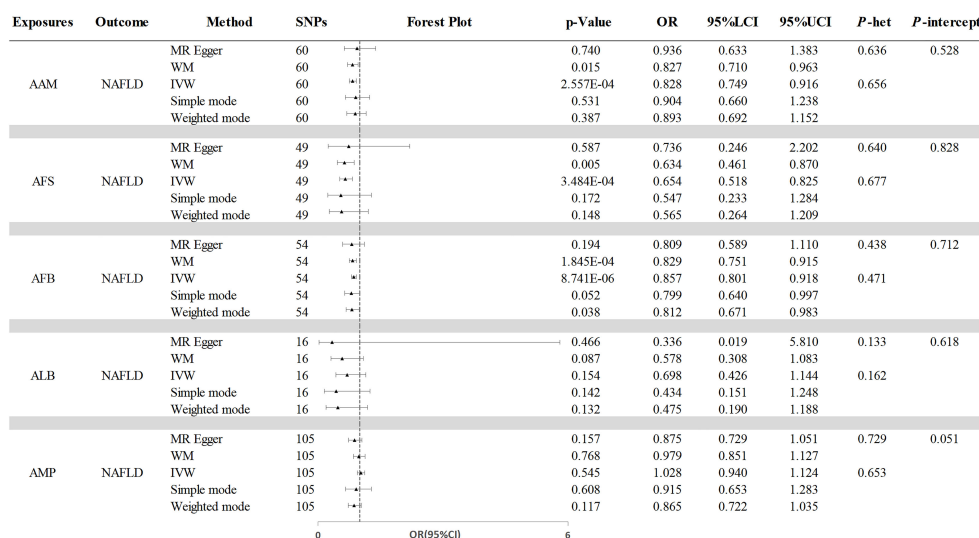 Exposures Outcome Method SNPs Forest Plot p-Value OR 95%LCI 95%UCI P-het P-intercept
MR Egger 60 0.740 0.936 0.633 1.383 0.636 0.528
WM 60 0.015 0.827 0.710 0.963
AAM NAFLD IVW 60 2.557E-04 0.828 0.749 0.916 0.656
Simple mode 60 0.531 0.904 0.660 1.238
Weighted mode 60 0.387 0.893 0.692 1.152
MR Egger 49 0.587 0.736 0.246 2.202 0.640 0.828
WM 49 0.005 0.634 0.461 0.870
AFS NAFLD IVW 49 3.484E-04 0.654 0.518 0.825 0.677
Simple mode 49 0.172 0.547 0.233 1.284
Weighted mode 49 0.148 0.565 0.264 1.209
MR Egger 54 0.194 0.809 0.589 1.110 0.438 0.712
WM 54 1.845E-04 0.829 0.751 0.915
AFB NAFLD IVW 54 8.741E-06 0.857 0.801 0.918 0.471
Simple mode 54 0.052 0.799 0.640 0.997
Weighted mode 54 0.038 0.812 0.671 0.983
MR Egger 16 0.466 0.336 0.019 5.810 0.133 0.618
WM 16 0.087 0.578 0.308 1.083
ALB NAFLD IVW 16 0.154 0.698 0.426 1.144 0.162
Simple mode 16 0.142 0.434 0.151 1.248
Weighted mode 16 0.132 0.475 0.190 1.188
MR Egger 105 0.157 0.875 0.729 1.051 0.729 0.051
WM 105 0.768 0.979 0.851 1.127
AMP NAFLD IVW 105 0.545 1.028 0.940 1.124 0.653
Simple mode 105 0.608 0.915 0.653 1.283
Weighted mode 105 0.117 0.865 0.722 1.035
0 OR(95%CI) 6